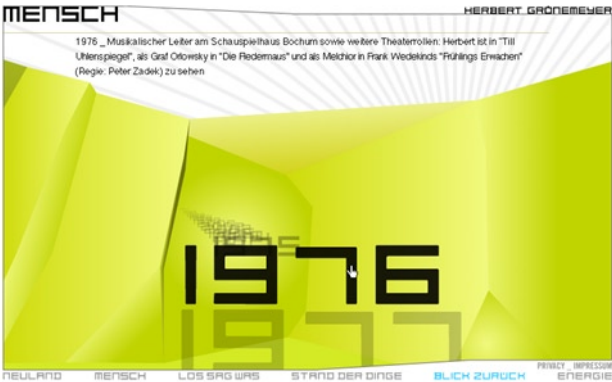 MENSCH
HERBERT GRÖNEMEYER
1976 _ Musikalischer Leiter am Schauspielhaus Bochum sowie weitere Theaterrollen: Herbert ist in "Till
Uhlenspiegel", als Graf Orlowsky in "Die Fledermaus" und als Melchior in Frank Wedekinds "Frühlings Erwachen"
(Regie: Peter Zadek) zu sehen
1975
1976
1977
PRIVACY _ IMPRESSUM
NEULAND MENSCH LOS SAG WAS STAND DER DINGE BLICK ZURÜCK ENERGIE